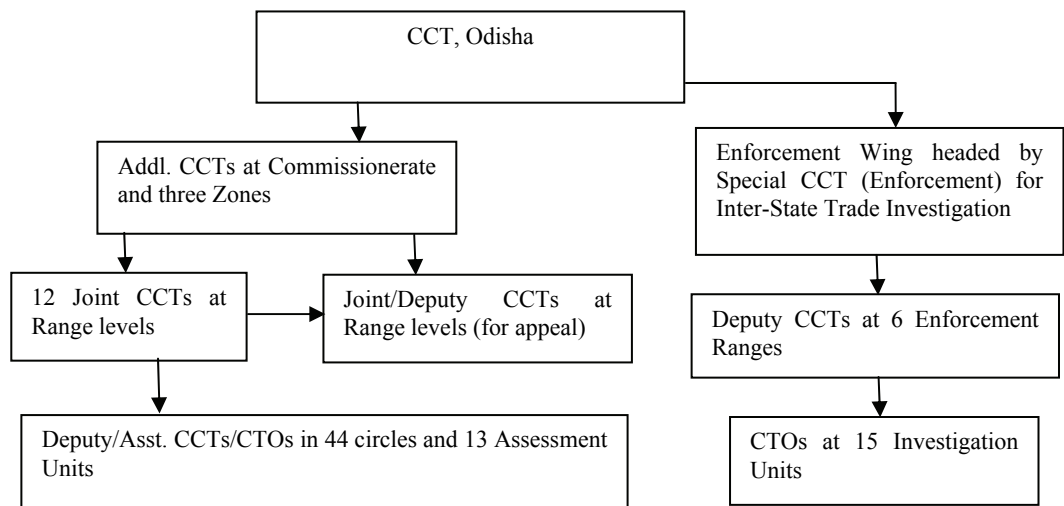 CCT, Odisha
Addl. CCTs at Commissionerate
and three Zones
Enforcement Wing headed by
Special CCT (Enforcement) for
Inter-State Trade Investigation
12 Joint CCTs at
Range levels
Joint/Deputy CCTs at
Range levels (for appeal)
Deputy CCTs at 6 Enforcement
Ranges
Deputy/Asst. CCTs/CTOs in 44 circles and 13 Assessment
Units
CTOs at 15 Investigation
Units